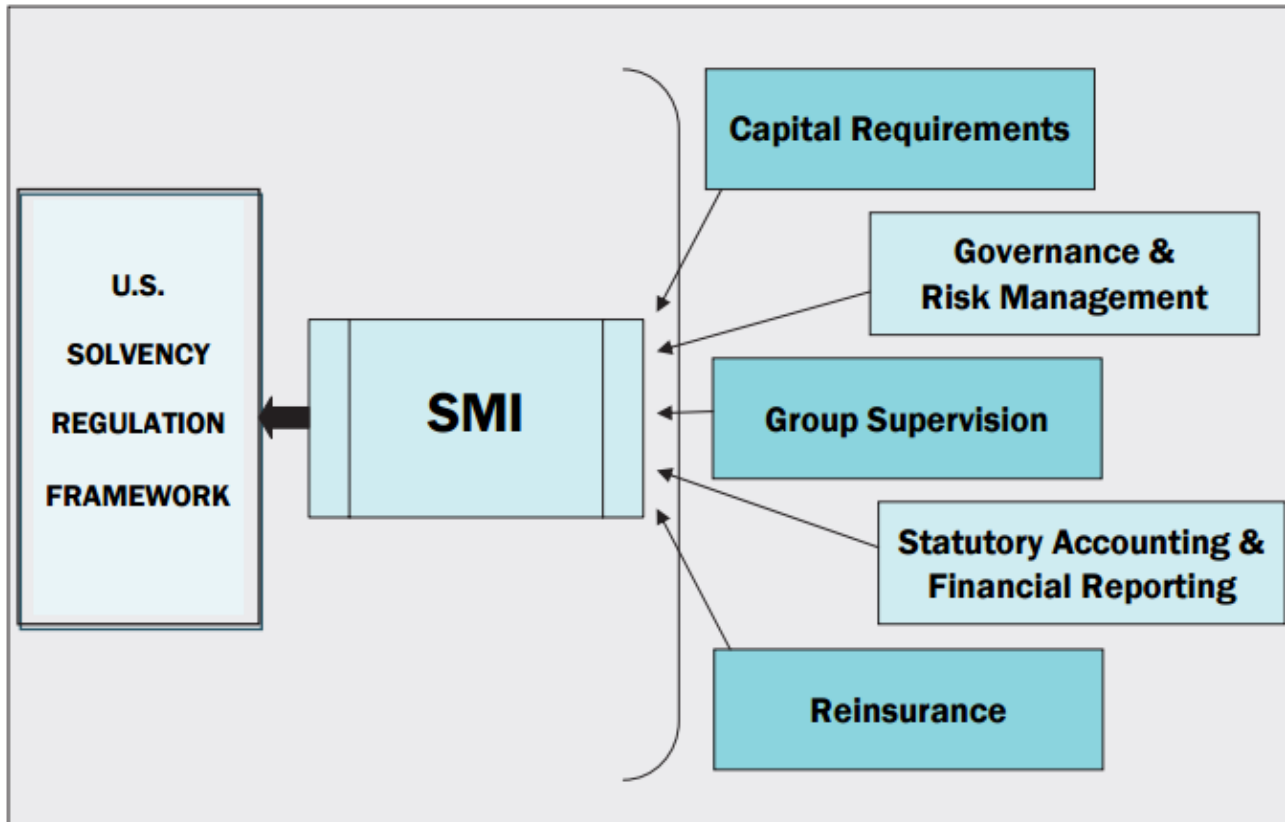 U.S.
SOLVENCY
REGULATION
FRAMEWORK
SMI
Capital Requirements
Governance &
Risk Management
Group Supervision
Statutory Accounting &
Financial Reporting
Reinsurance